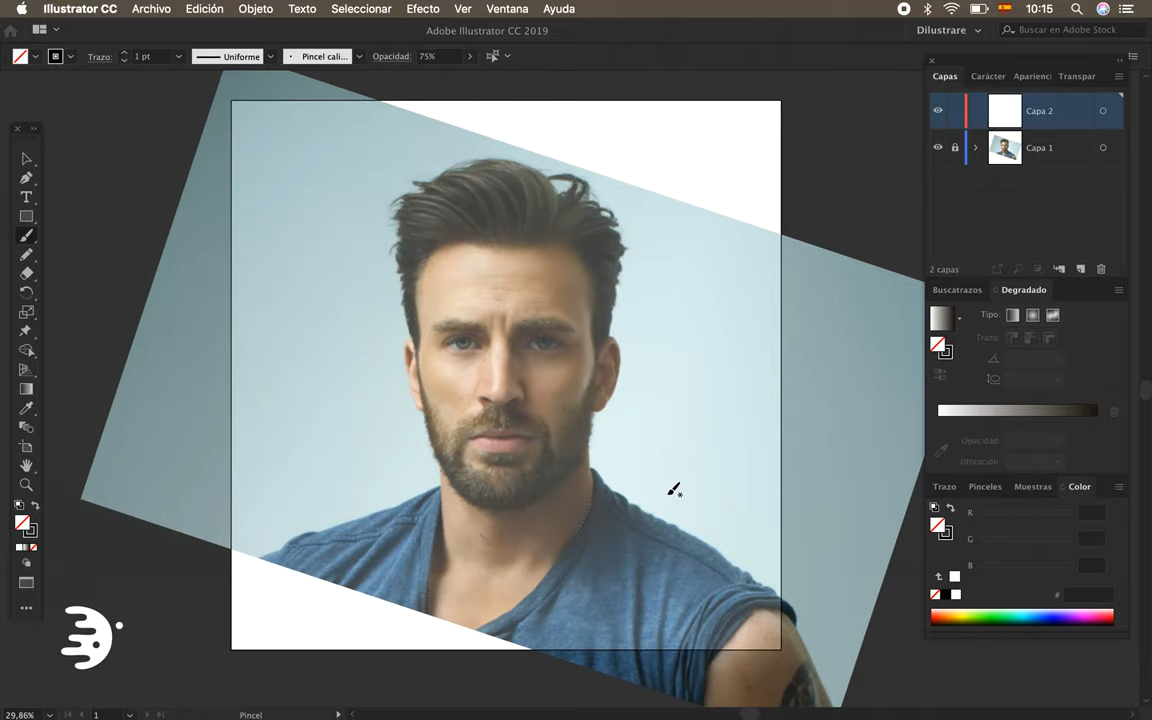 Illustrator CC Archivo Edición Objeto Texto Seleccionar Efecto Ver Ventana Ayuda 10:15
Adobe Illustrator CC 2019 Dilustrare Buscar en Adobe Stock
Trazo: 1 pt Uniforme Pincel cali... Opacidad: 75%
Capas Carácter Aparienci Transpar
Capa 2
Capa 1
2 capas
Buscatrazos Degradado
Tipo:
Trazo:
Opacidad:
Ubicación:
Trazo Pinceles Muestras Color
R
G
B
#
29,86% 1 Pincel